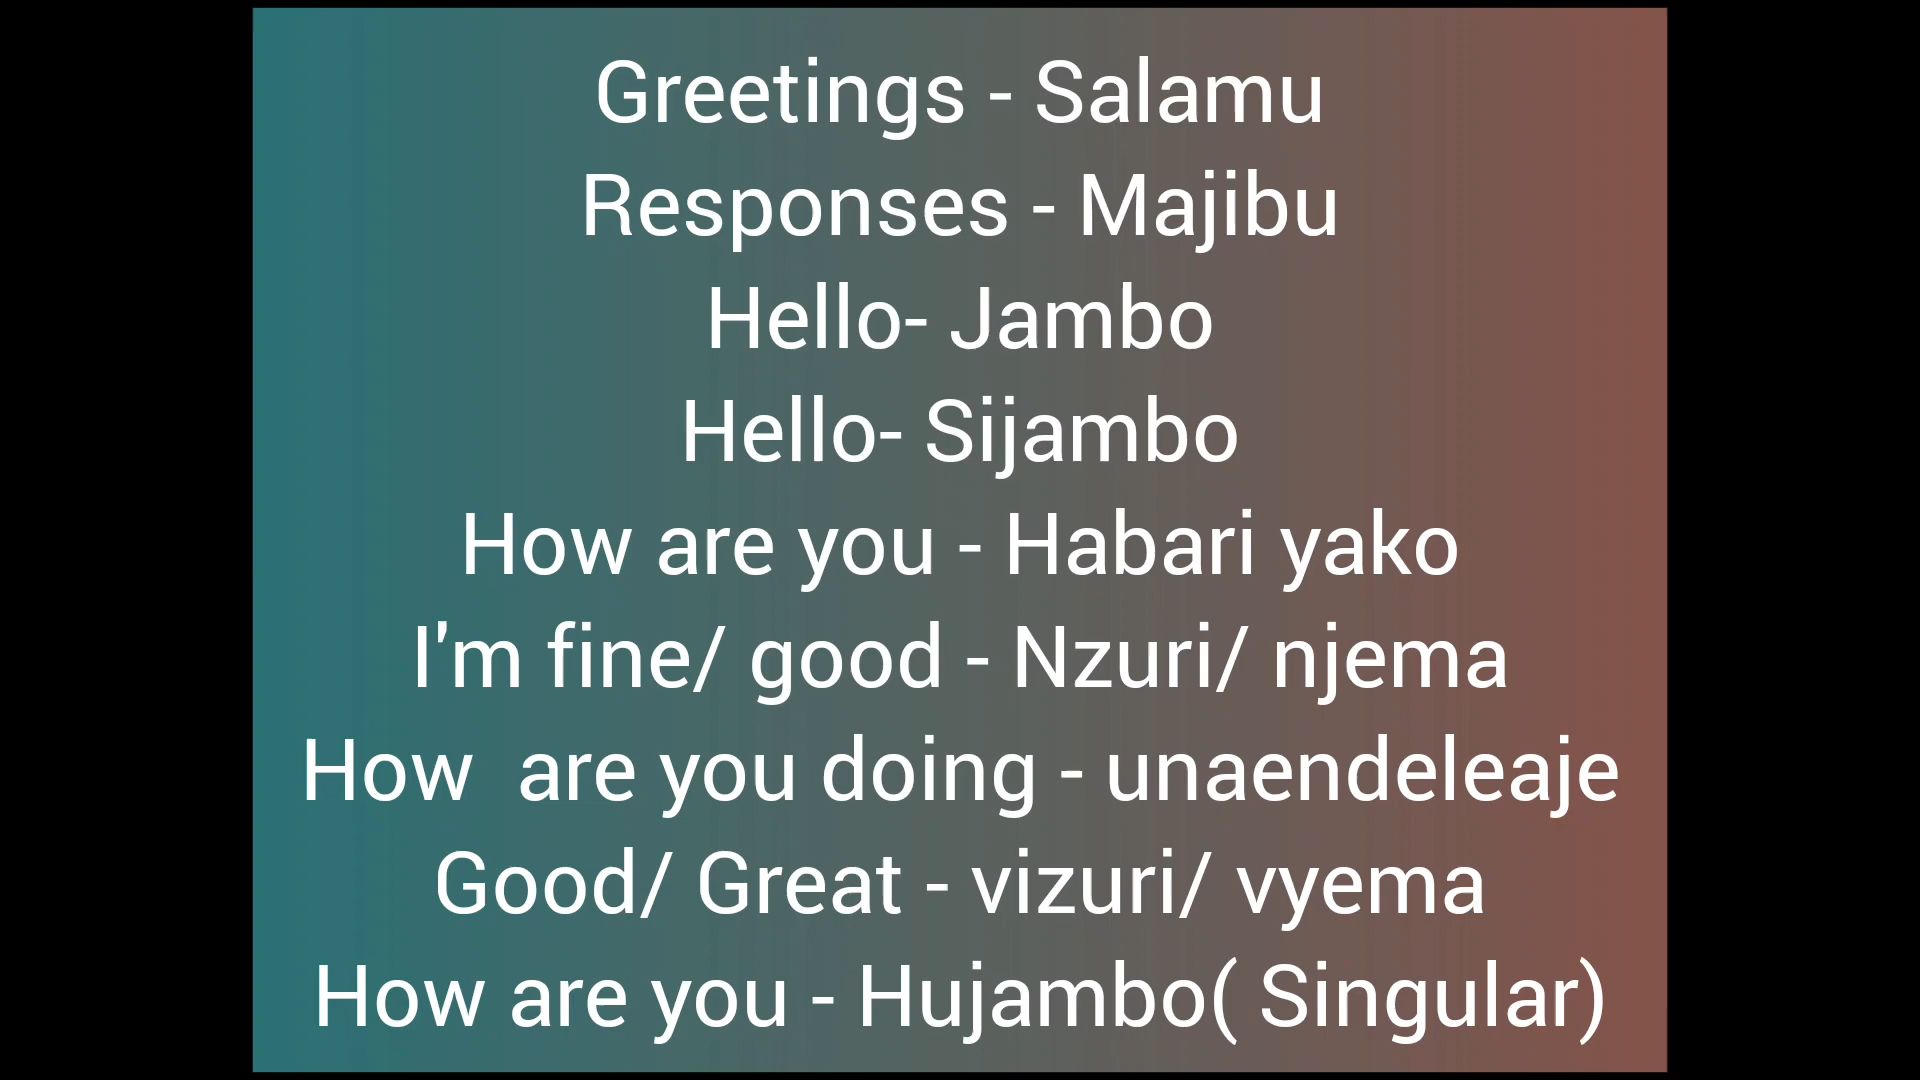 Greetings - Salamu
Responses - Majibu
Hello- Jambo
Hello- Sijambo
How are you - Habari yako
I'm fine/ good - Nzuri/ njema
How  are you doing - unaendeleaje
Good/ Great - vizuri/ vyema
How are you - Hujambo( Singular)